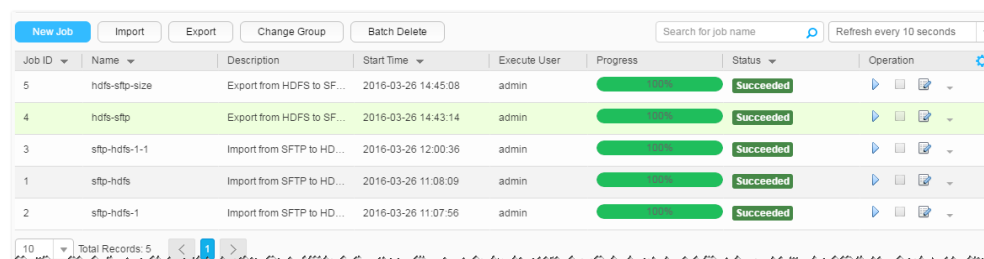 New Job Import Export Change Group Batch Delete Search for job name Refresh every 10 seconds
Job ID Name Description Start Time Execute User Progress Status Operation
5 hdfs-sftp-size Export from HDFS to SF... 2016-03-26 14:45:08 admin 100% Succeeded
4 hdfs-sftp Export from HDFS to SF... 2016-03-26 14:43:14 admin 100% Succeeded
3 sftp-hdfs-1-1 Import from SFTP to HD... 2016-03-26 12:00:36 admin 100% Succeeded
1 sftp-hdfs Import from SFTP to HD... 2016-03-26 11:08:09 admin 100% Succeeded
2 sftp-hdfs-1 Import from SFTP to HD... 2016-03-26 11:07:56 admin 100% Succeeded
10 Total Records: 5 < 1 >